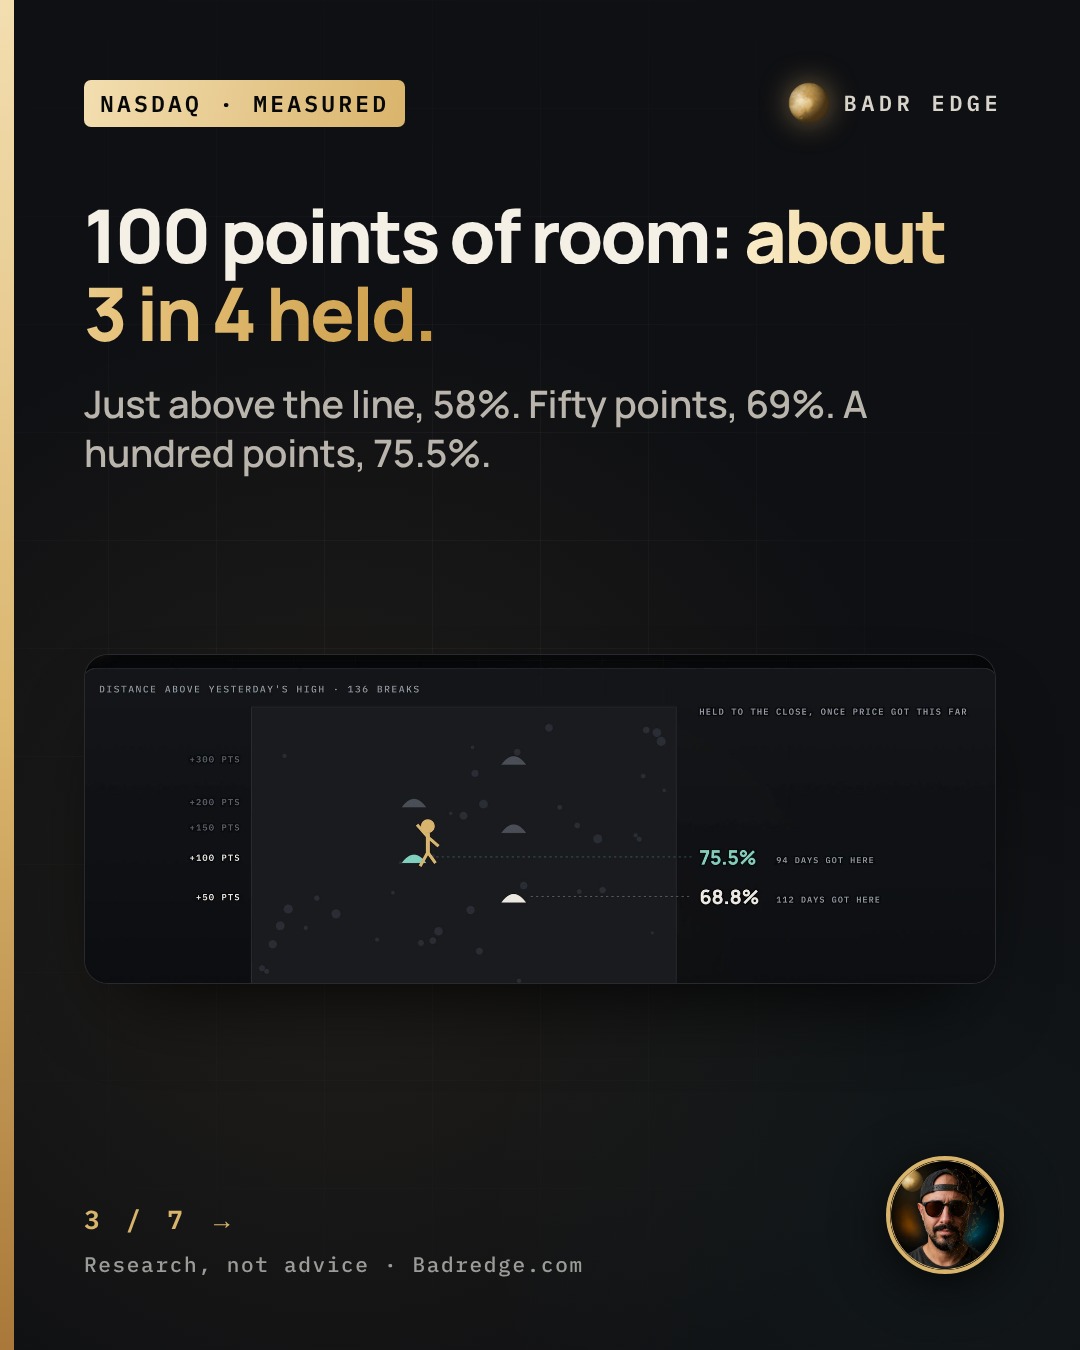 NASDAQ · MEASURED
BADR EDGE
100 points of room: about
3 in 4 held.
Just above the line, 58%. Fifty points, 69%. A
hundred points, 75.5%.
DISTANCE ABOVE YESTERDAY'S HIGH · 136 BREAKS
HELD TO THE CLOSE, ONCE PRICE GOT THIS FAR
+300 PTS
+200 PTS
+150 PTS
+100 PTS
75.5% 94 DAYS GOT HERE
+50 PTS
68.8% 112 DAYS GOT HERE
3 / 7 →
Research, not advice · Badredge.com